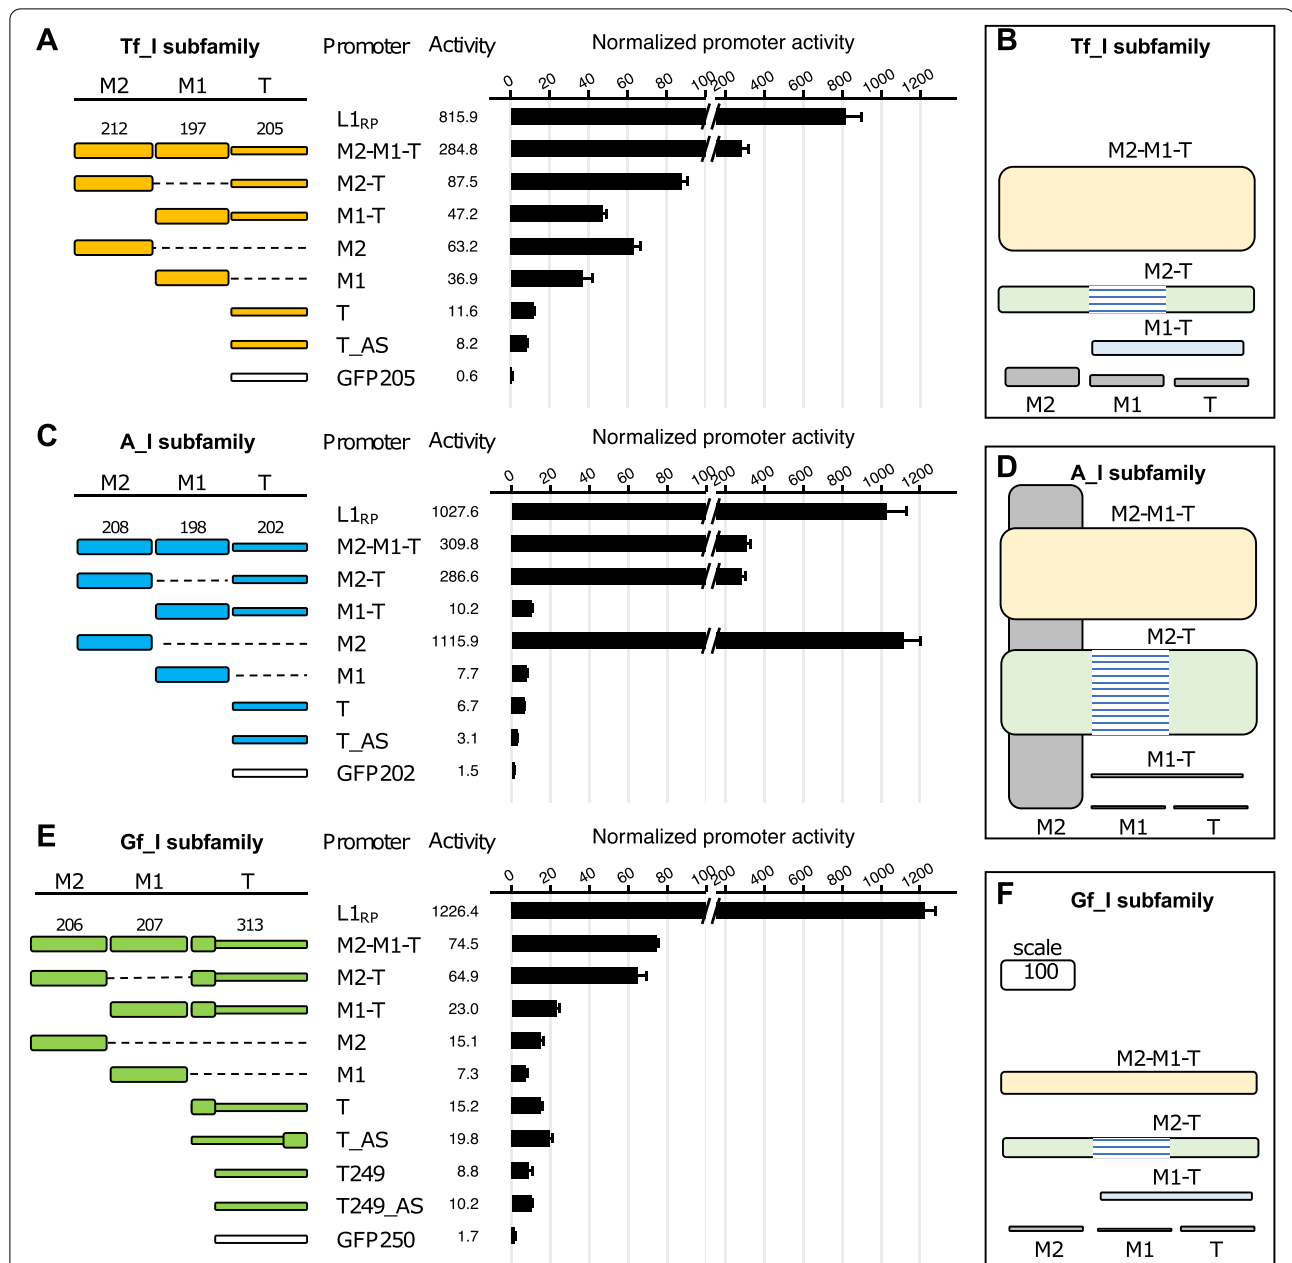 A
Tf_I subfamily
Promoter
Activity
Normalized promoter activity
M2 M1 T
0 20 40 60 80 100 200 400 600 800 1000 1200
212 197 205
L1RP 815.9
M2-M1-T 284.8
M2-T 87.5
M1-T 47.2
M2 63.2
M1 36.9
T 11.6
T_AS 8.2
GFP205 0.6
B
Tf_I subfamily
M2-M1-T
M2-T
M1-T
M2 M1 T
C
A_I subfamily
Promoter
Activity
Normalized promoter activity
M2 M1 T
0 20 40 60 80 100 200 400 600 800 1000 1200
208 198 202
L1RP 1027.6
M2-M1-T 309.8
M2-T 286.6
M1-T 10.2
M2 1115.9
M1 7.7
T 6.7
T_AS 3.1
GFP202 1.5
D
A_I subfamily
M2-M1-T
M2-T
M1-T
M2 M1 T
E
Gf_I subfamily
Promoter
Activity
Normalized promoter activity
M2 M1 T
0 20 40 60 80 100 200 400 600 800 1000 1200
206 207 313
L1RP 1226.4
M2-M1-T 74.5
M2-T 64.9
M1-T 23.0
M2 15.1
M1 7.3
T 15.2
T_AS 19.8
T249 8.8
T249_AS 10.2
GFP250 1.7
F
Gf_I subfamily
scale
100
M2-M1-T
M2-T
M1-T
M2 M1 T